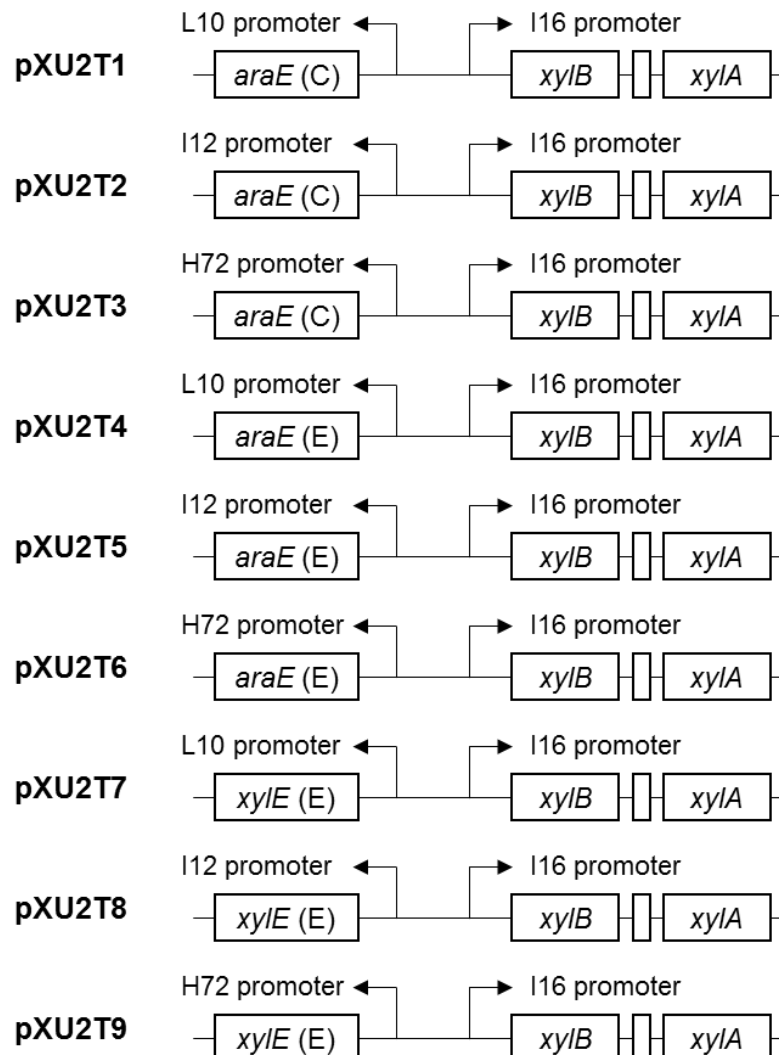 L10 promoter I16 promoter
pXU2T1 araE (C) xylB xylA
I12 promoter I16 promoter
pXU2T2 araE (C) xylB xylA
H72 promoter I16 promoter
pXU2T3 araE (C) xylB xylA
L10 promoter I16 promoter
pXU2T4 araE (E) xylB xylA
I12 promoter I16 promoter
pXU2T5 araE (E) xylB xylA
H72 promoter I16 promoter
pXU2T6 araE (E) xylB xylA
L10 promoter I16 promoter
pXU2T7 xylE (E) xylB xylA
I12 promoter I16 promoter
pXU2T8 xylE (E) xylB xylA
H72 promoter I16 promoter
pXU2T9 xylE (E) xylB xylA